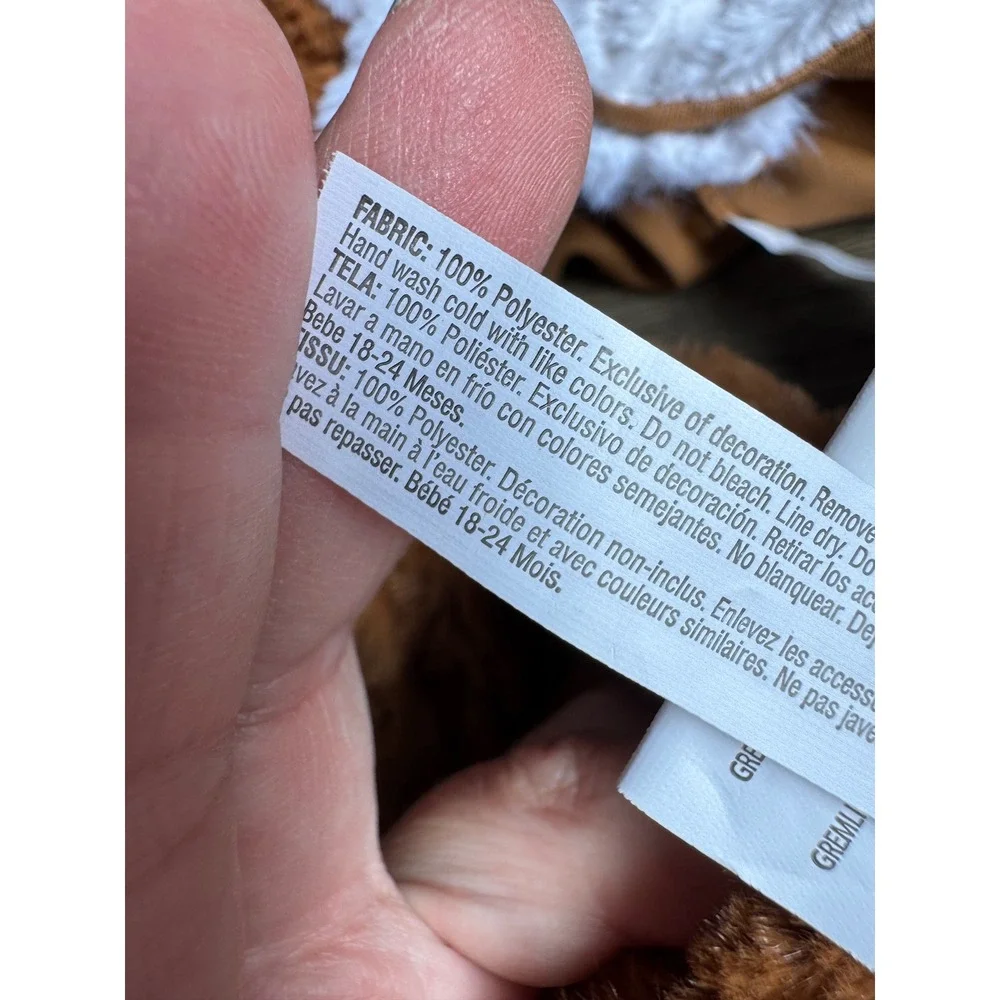 FABRIC: 100% Polyester. Exclusive of decoration. Remove
Hand wash cold with like colors. Do not bleach. Line dry. Do
TELA: 100% Poliéster. Exclusivo de decoración. Retirar los acc
Lavar a mano en frío con colores semejantes. No blanquear. Dej
Bebe 18-24 Meses.
TISSU: 100% Polyester. Décoration non-inclus. Enlevez les access
avez à la main à l'eau froide et avec couleurs similaires. Ne pas jave
pas repasser. Bébé 18-24 Mois.
GRE
GREMLI